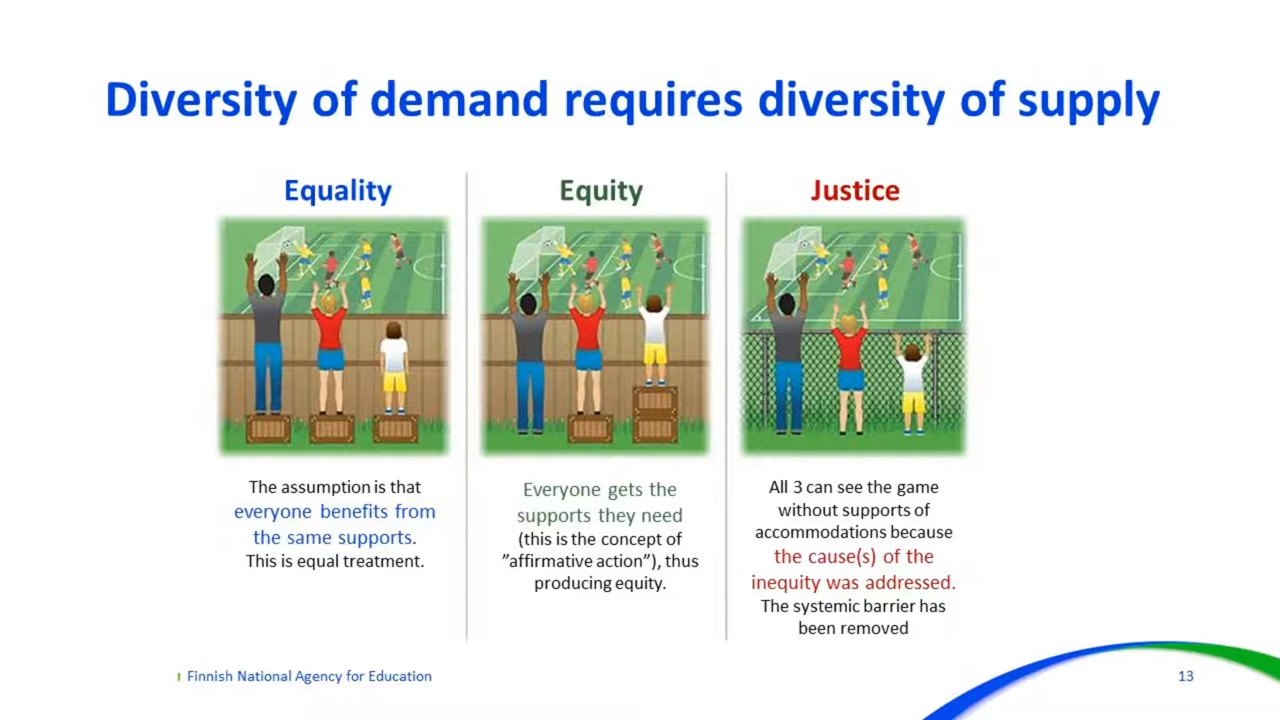 Diversity of demand requires diversity of supply
Equality
The assumption is that
everyone benefits from
the same supports.
This is equal treatment.
Equity
Everyone gets the
supports they need
(this is the concept of
”affirmative action”), thus
producing equity.
Justice
All 3 can see the game
without supports of
accommodations because
the cause(s) of the
inequity was addressed.
The systemic barrier has
been removed
Finnish National Agency for Education
13